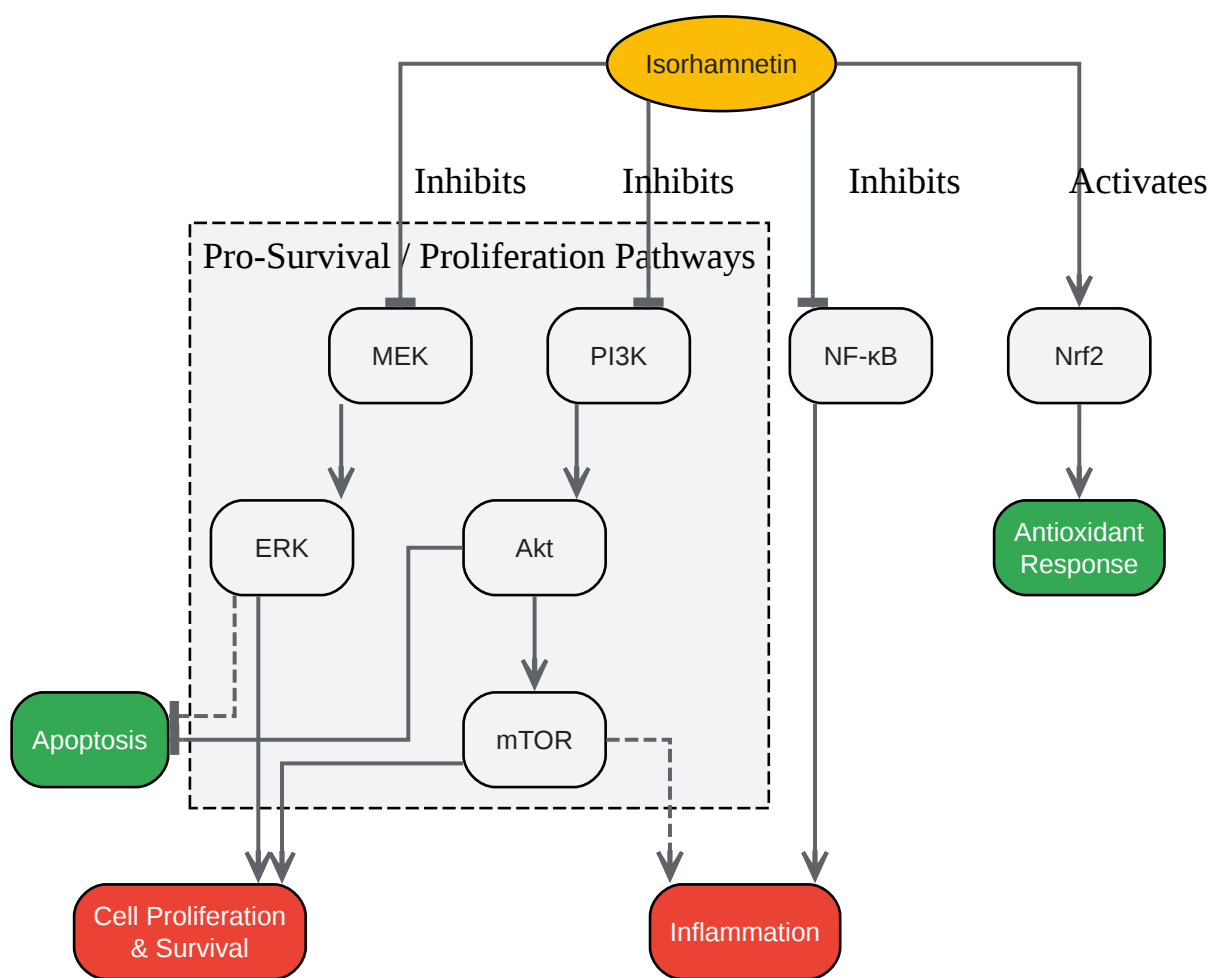 Isorhamnetin
Inhibits
Inhibits
Inhibits
Activates
Pro-Survival / Proliferation Pathways
MEK
PI3K
NF-κB
Nrf2
ERK
Akt
Antioxidant
Response
Apoptosis
mTOR
Cell Proliferation
& Survival
Inflammation